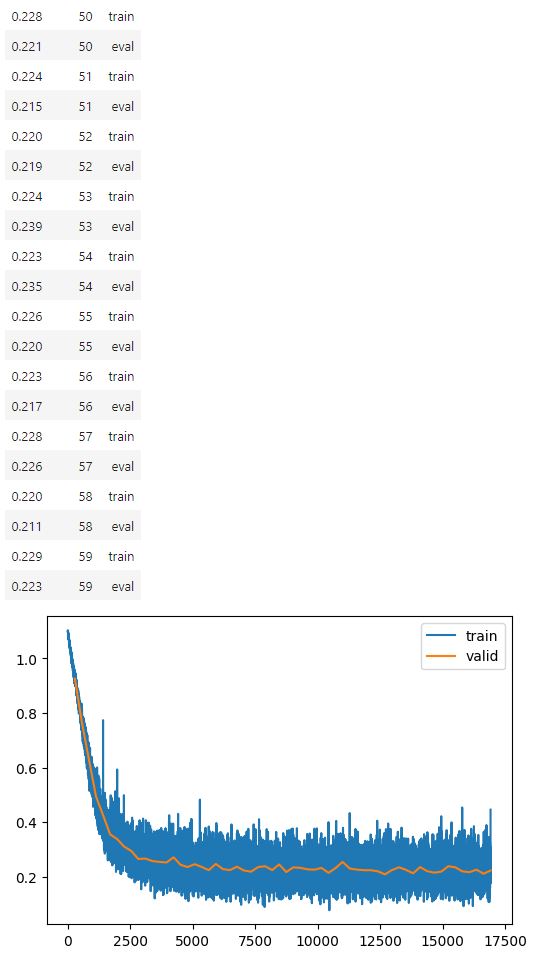 0.228 50 train
0.221 50 eval
0.224 51 train
0.215 51 eval
0.220 52 train
0.219 52 eval
0.224 53 train
0.239 53 eval
0.223 54 train
0.235 54 eval
0.226 55 train
0.220 55 eval
0.223 56 train
0.217 56 eval
0.228 57 train
0.226 57 eval
0.220 58 train
0.211 58 eval
0.229 59 train
0.223 59 eval
train
valid
1.0
0.8
0.6
0.4
0.2
0 2500 5000 7500 10000 12500 15000 17500